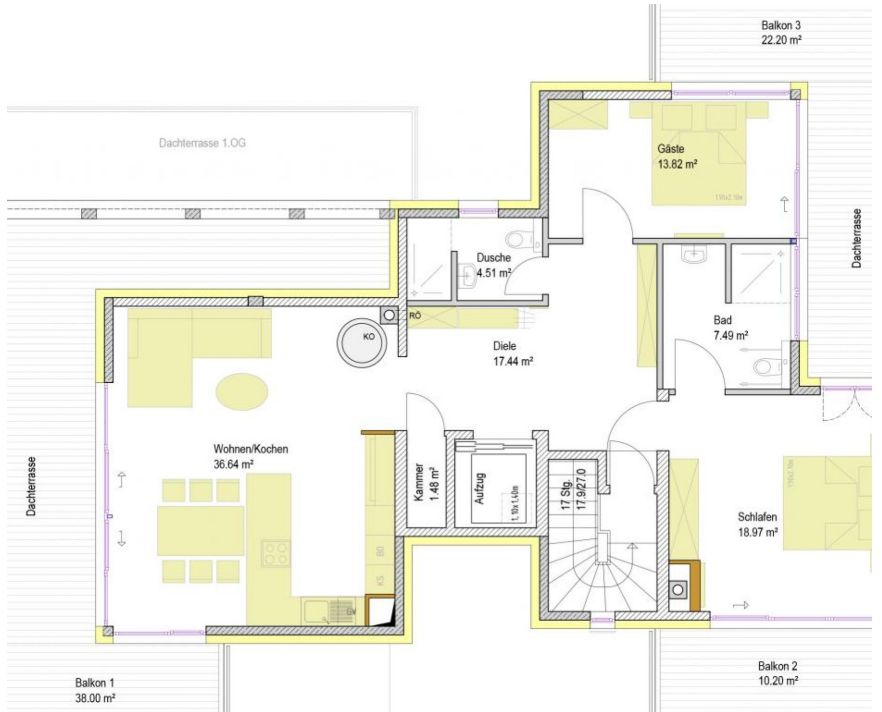 Balkon 3
22.20 m²
Dachterrasse 1.OG
Gäste
13.82 m²
Dusche
4.51 m²
Dachterrasse
Bad
7.49 m²
RÖ
KO
Diele
17.44 m²
Wohnen/Kochen
36.64 m²
Dachterrasse
Kammer
1.48 m²
Aufzug
1,10x1,40m
17 Stg.
17.9/27.0
Schlafen
18.97 m²
BO
KS
GV
Balkon 1
38.00 m²
Balkon 2
10.20 m²